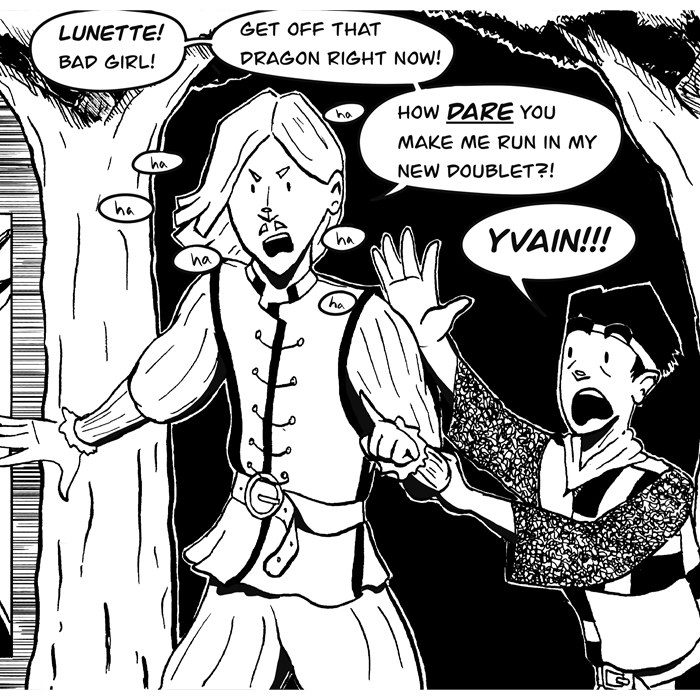 LUNETTE!
BAD GIRL!
GET OFF THAT
DRAGON RIGHT NOW!
HOW DARE YOU
MAKE ME RUN IN MY
NEW DOUBLET?!
ha
ha
ha
ha
ha
ha
YVAIN!!!